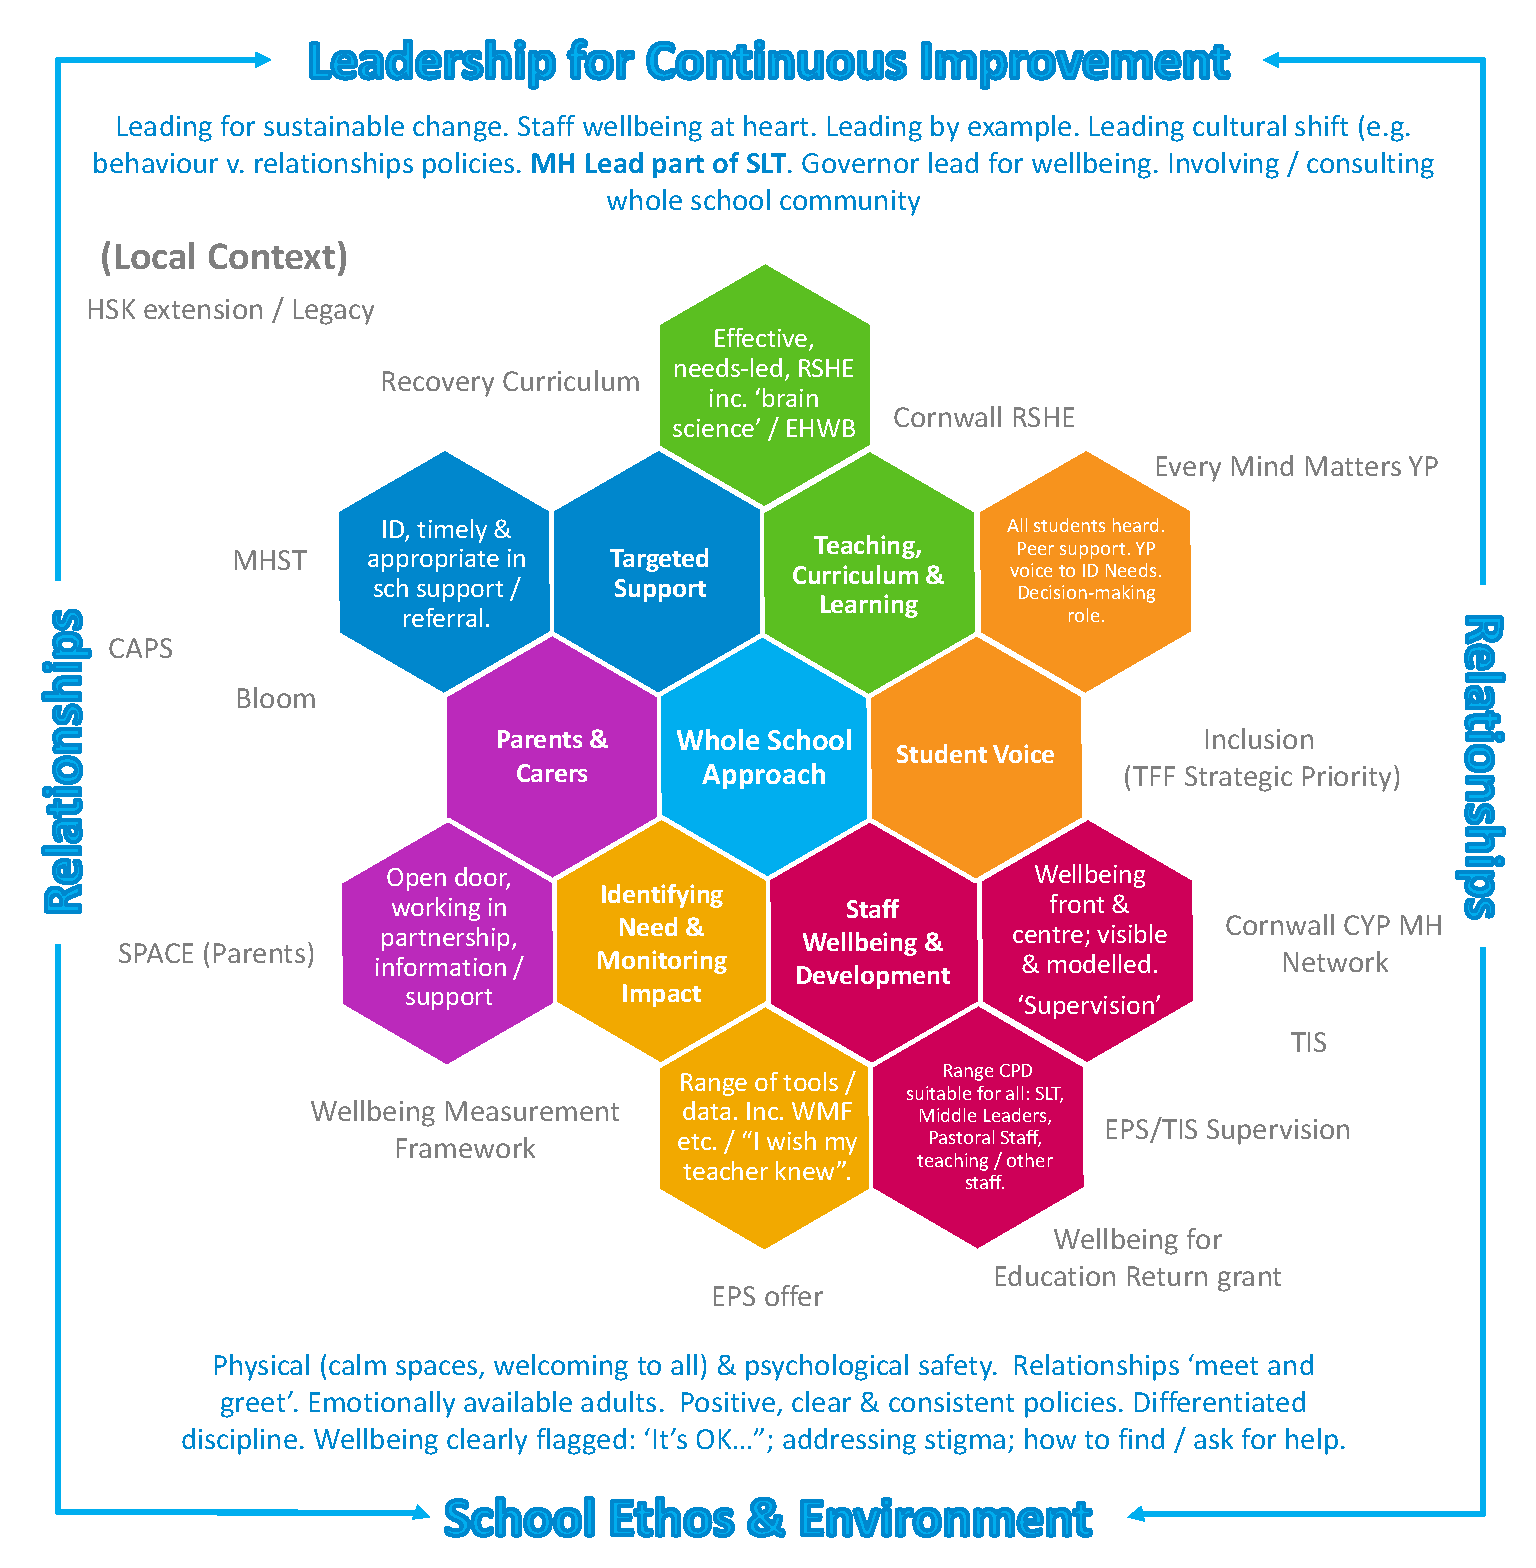 Leadership for Continuous Improvement
Leading for sustainable change. Staff wellbeing at heart. Leading by example. Leading cultural shift (e.g.
behaviour v. relationships policies. MH Lead part of SLT. Governor lead for wellbeing. Involving / consulting
whole school community
(Local Context)
HSK extension / Legacy
Recovery Curriculum
Effective,
needs-led, RSHE
inc. ‘brain
science’ / EHWB
Cornwall RSHE
Every Mind Matters YP
MHST
ID, timely &
appropriate in
sch support /
referral.
Targeted
Support
Teaching,
Curriculum &
Learning
All students heard.
Peer support. YP
voice to ID Needs.
Decision-making
role.
Relationships
CAPS
Bloom
Parents &
Carers
Whole School
Approach
Student Voice
Inclusion
(TFF Strategic Priority)
Relationships
SPACE (Parents)
Open door,
working in
partnership,
information /
support
Identifying
Need &
Monitoring
Impact
Staff
Wellbeing &
Development
Wellbeing
front &
centre; visible
& modelled.
‘Supervision’
Cornwall CYP MH
Network
TIS
Wellbeing Measurement
Framework
Range of tools /
data. Inc. WMF
etc. / “I wish my
teacher knew”.
Range CPD
suitable for all: SLT,
Middle Leaders,
Pastoral Staff,
teaching / other
staff.
EPS/TIS Supervision
Wellbeing for
Education Return grant
EPS offer
Physical (calm spaces, welcoming to all) & psychological safety.  Relationships ‘meet and
greet’. Emotionally available adults.  Positive, clear & consistent policies. Differentiated
discipline. Wellbeing clearly flagged: ‘It’s OK…”; addressing stigma; how to find / ask for help.
School Ethos & Environment